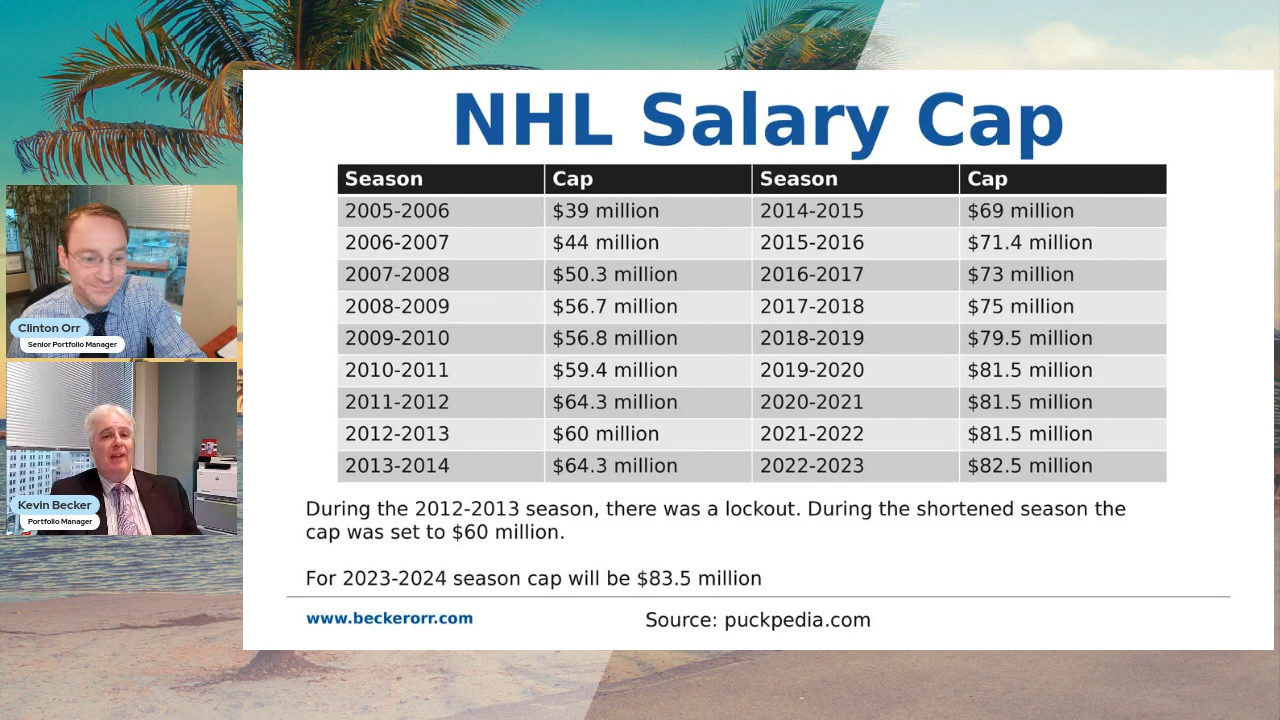 NHL Salary Cap
Season Cap Season Cap
2005-2006 $39 million 2014-2015 $69 million
2006-2007 $44 million 2015-2016 $71.4 million
2007-2008 $50.3 million 2016-2017 $73 million
2008-2009 $56.7 million 2017-2018 $75 million
2009-2010 $56.8 million 2018-2019 $79.5 million
2010-2011 $59.4 million 2019-2020 $81.5 million
2011-2012 $64.3 million 2020-2021 $81.5 million
2012-2013 $60 million 2021-2022 $81.5 million
2013-2014 $64.3 million 2022-2023 $82.5 million
During the 2012-2013 season, there was a lockout. During the shortened season the
cap was set to $60 million.
For 2023-2024 season cap will be $83.5 million
www.beckerorr.com Source: puckpedia.com
Clinton Orr
Senior Portfolio Manager
Kevin Becker
Portfolio Manager